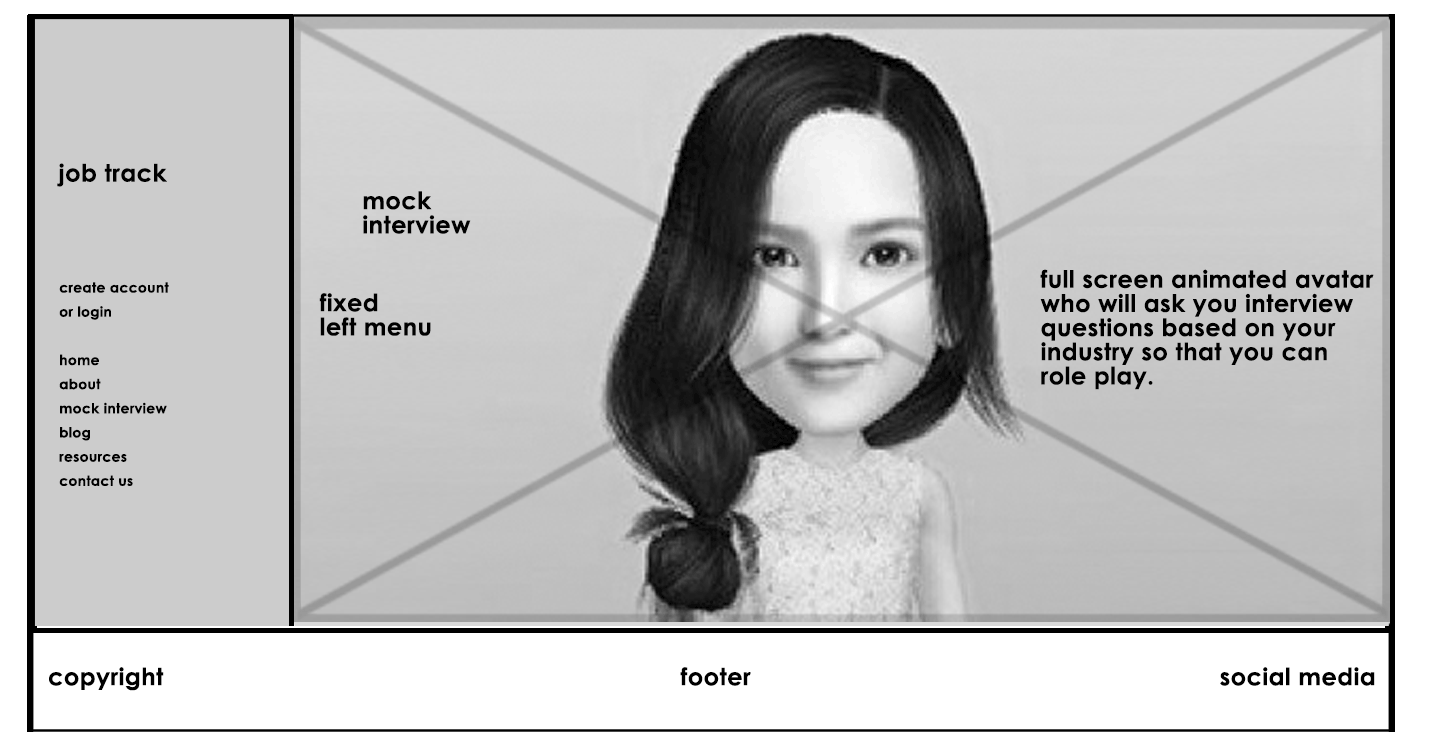 job track
create account
or login
home
about
mock interview
blog
resources
contact us
mock
interview
fixed
left menu
full screen animated avatar
who will ask you interview
questions based on your
industry so that you can
role play.
copyright
footer
social media